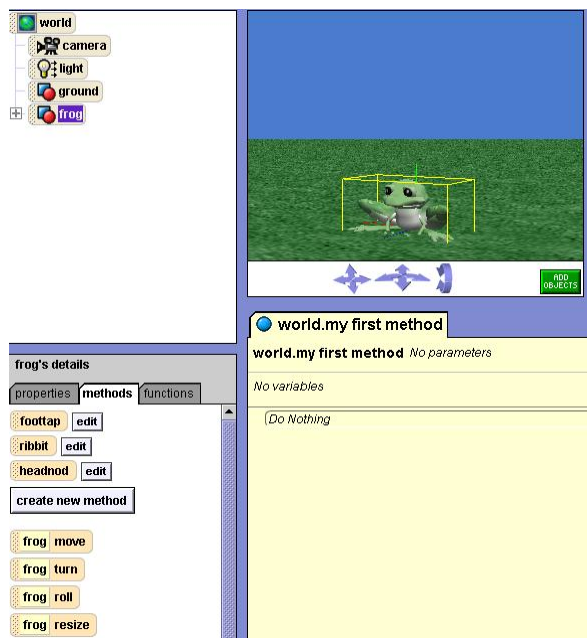 world
camera
light
ground
frog
ADD
OBJECTS
world.my first method
world.my first method No parameters
No variables
Do Nothing
frog's details
properties methods functions
foottap edit
ribbit edit
headnod edit
create new method
frog move
frog turn
frog roll
frog resize